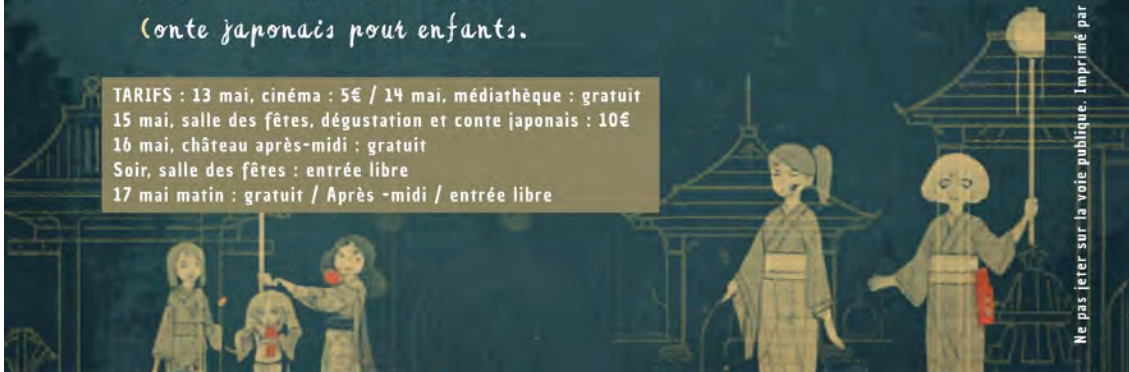 Conte japonais pour enfants.
TARIFS : 13 mai, cinéma : 5€ / 14 mai, médiathèque : gratuit
15 mai, salle des fêtes, dégustation et conte japonais : 10€
16 mai, château après-midi : gratuit
Soir, salle des fêtes : entrée libre
17 mai matin : gratuit / Après -midi / entrée libre
Ne pas jeter sur la voie publique. Imprimé par